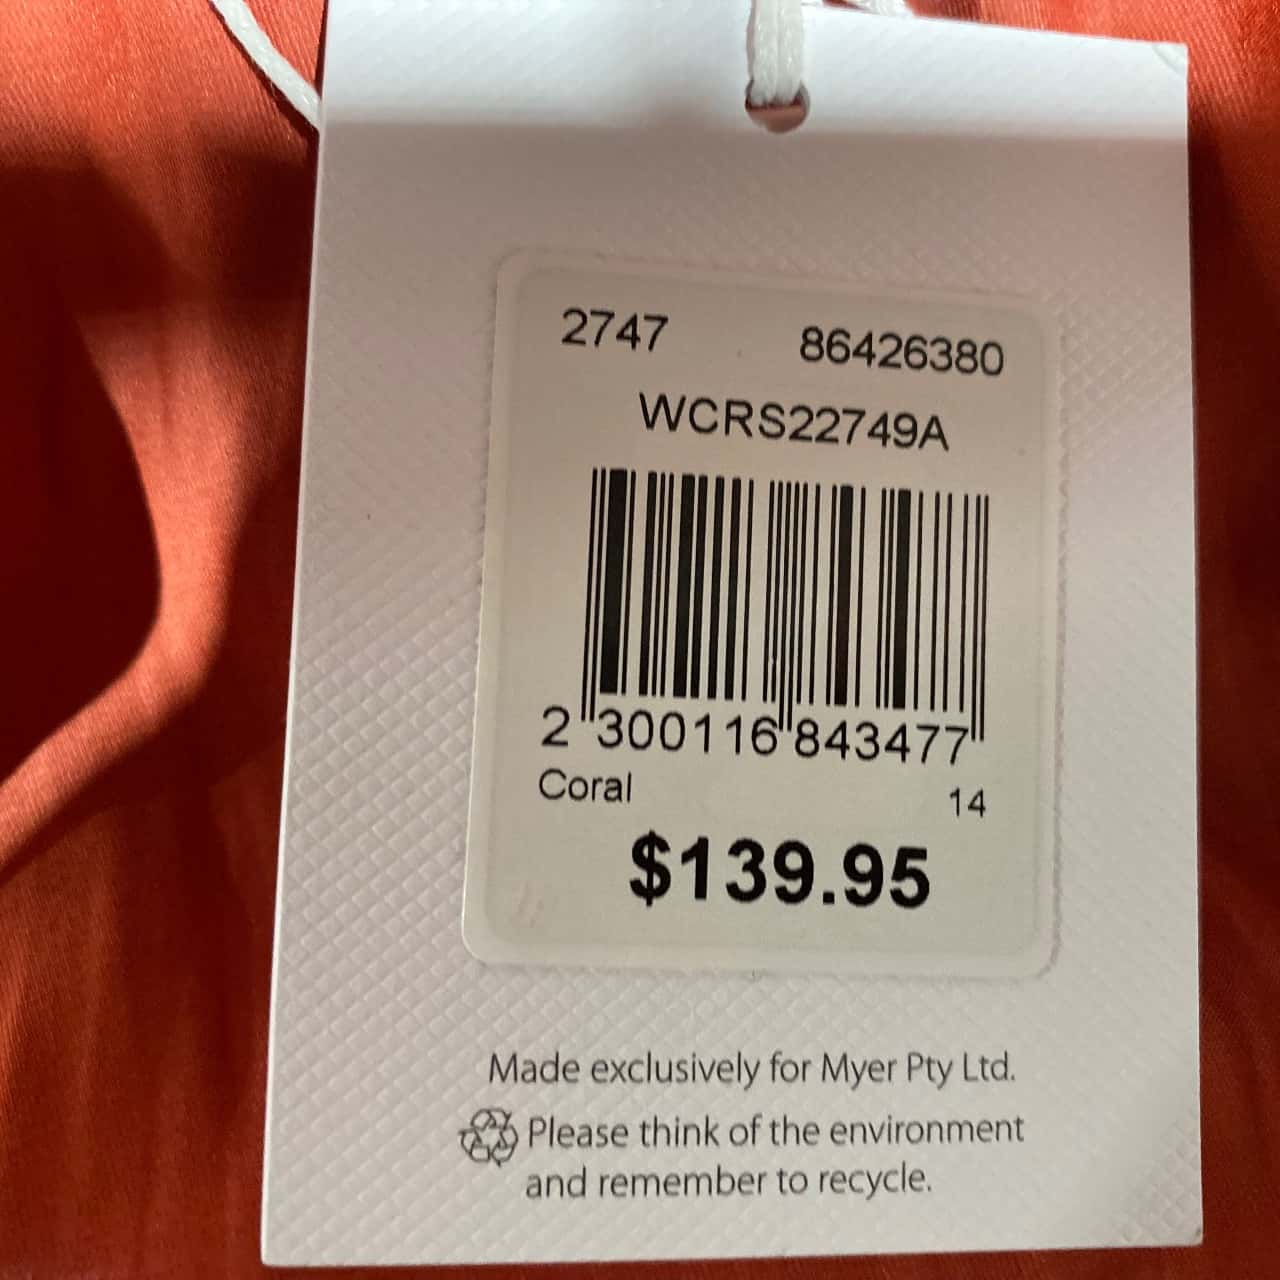 2747 86426380
WCRS22749A
2 300116 843477
Coral 14
$139.95
Made exclusively for Myer Pty Ltd.
Please think of the environment
and remember to recycle.